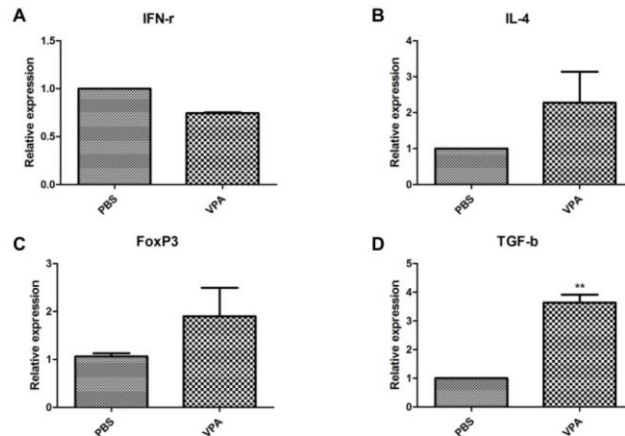 A
IFN-r
Relative expression
1.5
1.0
0.5
0.0
PBS
VPA
B
IL-4
Relative expression
4
3
2
1
0
PBS
VPA
C
FoxP3
Relative expression
3
2
1
0
PBS
VPA
D
TGF-b
Relative expression
5
4
3
2
1
0
**
PBS
VPA